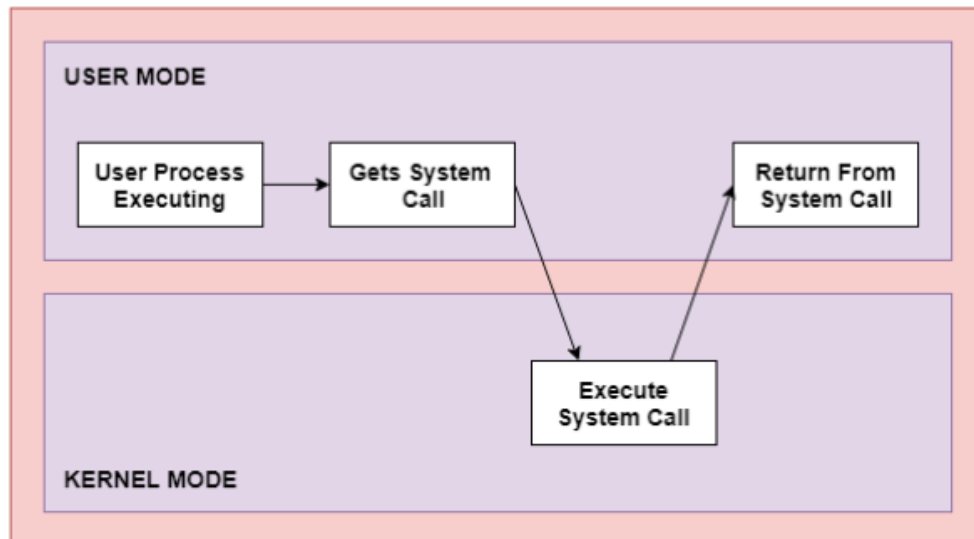 USER MODE
User Process
Executing
Gets System
Call
Return From
System Call
Execute
System Call
KERNEL MODE